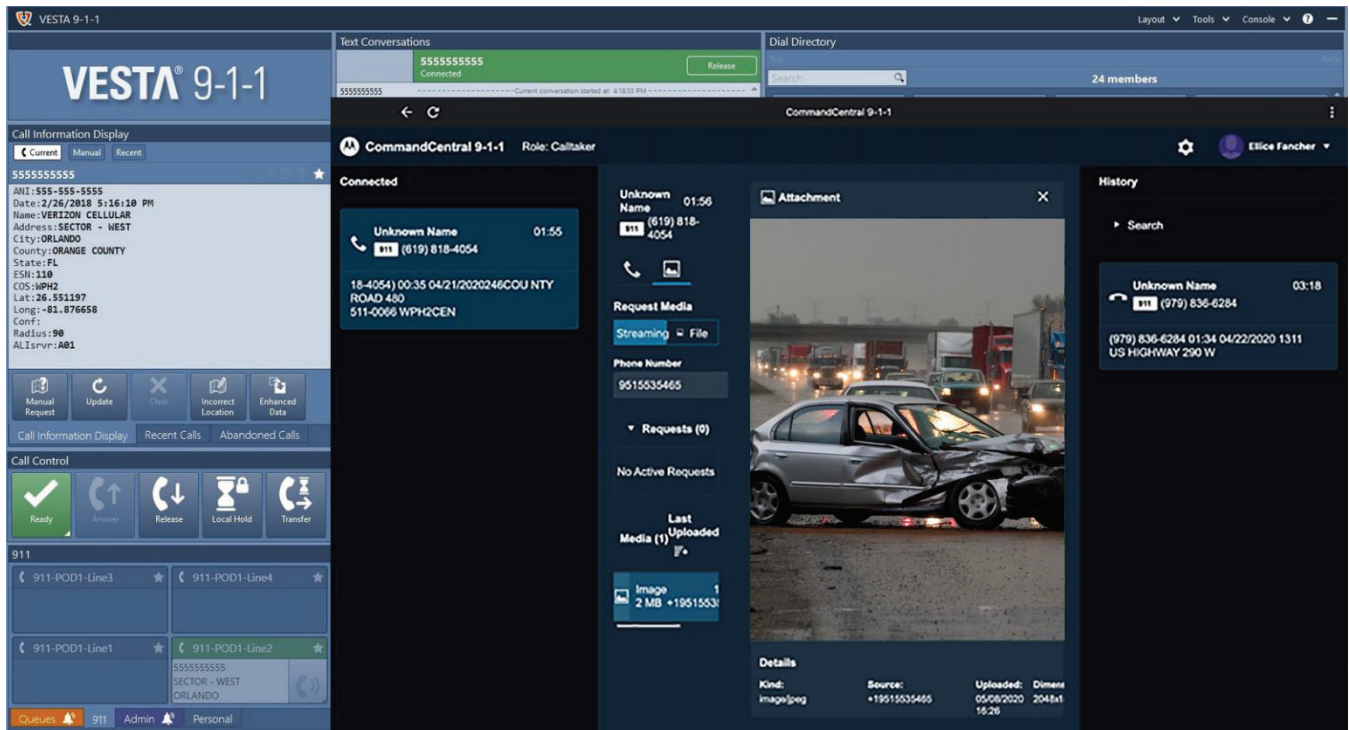 VESTA 9-1-1
Layout
Tools
Console
?
VESTA® 9-1-1
Text Conversations
5555555555
Connected
Release
5555555555
Current conversation started at: 4:18:33 PM
Dial Directory
Top
Back
Search
24 members
Call Information Display
Current
Manual
Recent
5555555555
ANI:555-555-5555
Date:2/26/2018 5:16:10 PM
Name:VERIZON CELLULAR
Address:SECTOR - WEST
City:ORLANDO
County:ORANGE COUNTY
State:FL
ESN:110
COS:WPH2
Lat:26.551197
Long:-81.876658
Conf:
Radius:90
ALIsrvr:A01
Manual
Request
Update
Clear
Incorrect
Location
Enhanced
Data
Call Information Display
Recent Calls
Abandoned Calls
Call Control
Ready
Answer
Release
Local Hold
Transfer
911
911-POD1-Line3
911-POD1-Line4
911-POD1-Line1
911-POD1-Line2
5555555555
SECTOR - WEST
ORLANDO
Queues
911
Admin
Personal
CommandCentral 9-1-1
CommandCentral 9-1-1
Role: Calltaker
Ellice Fancher
Connected
Unknown Name
01:55
911 (619) 818-4054
18-4054) 00:35 04/21/2020246COU NTY
ROAD 480
511-0066 WPH2CEN
Unknown
Name
01:56
911 (619) 818-
4054
Request Media
Streaming
File
Phone Number
9515535465
Requests (0)
No Active Requests
Media (1)
Last
Uploaded
Image
1
2 MB +1951553
Attachment
Details
Kind:
image/jpeg
Source:
+19515535465
Uploaded:
05/08/2020
16:26
Dimens
2048x1
History
Search
Unknown Name
03:18
911 (979) 836-6284
(979) 836-6284 01:34 04/22/2020 1311
US HIGHWAY 290 W